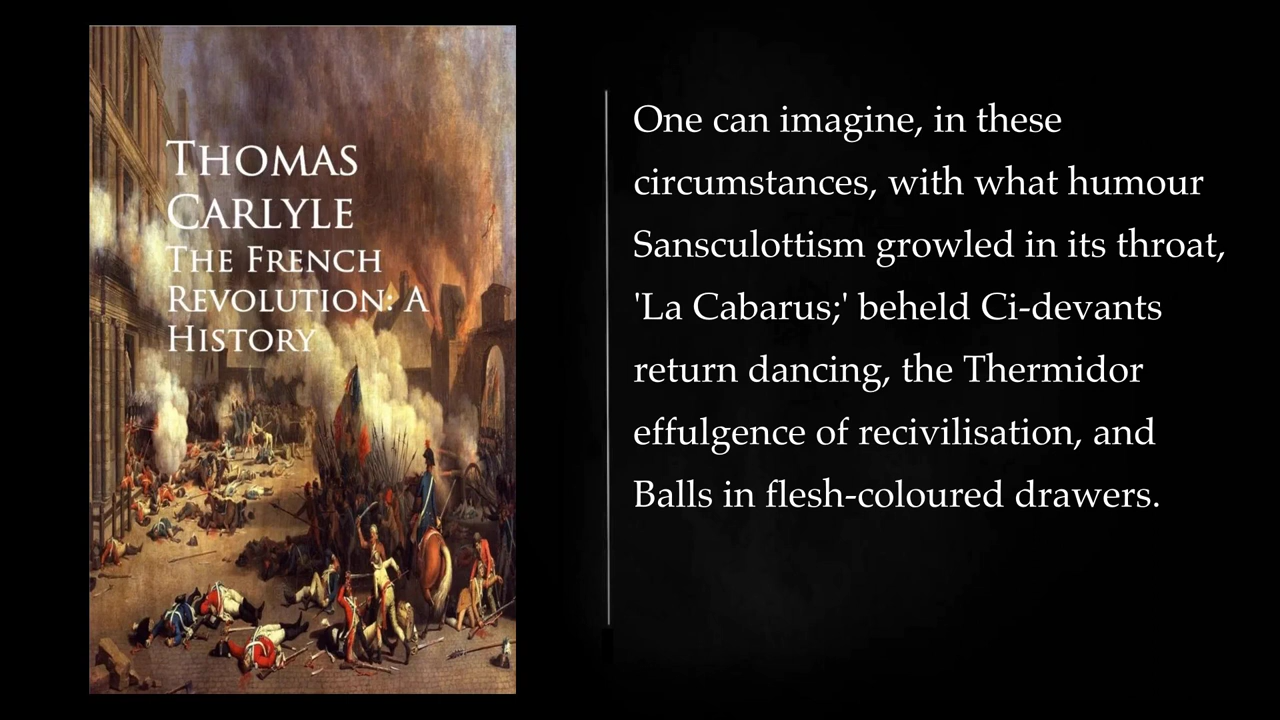 THOMAS
CARLYLE
THE FRENCH
REVOLUTION: A
HISTORY
One can imagine, in these
circumstances, with what humour
Sansculottism growled in its throat,
'La Cabarus;' beheld Ci-devants
return dancing, the Thermidor
effulgence of recivilisation, and
Balls in flesh-coloured drawers.